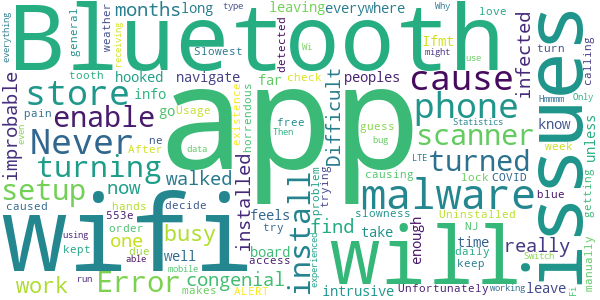 Bluetooth
app
wifi
will
issues
malware
phone
store
enable
Never
turning
setup
Error
install
scanner
turned
cause
work
busy
find
really
Difficult
infected
installed
improbable
congenial
walked
now
one
months
long
leaving
everywhere
general
weather
type
receiving
Why
might
love
turn
calling
everything
tooth
Slowest
detected
Wi
Ifmt
use
hooked
navigate
peoples
info
far
check
Hmmmm
Only
pain
Usage
go
existence
horrendous
free
guess
Then
bug
Statistics
know
unless
even
After
ne
data
causing
LTE
week
lock
COVID
getting
manually
caused
hands
553e
decide
feels
problem
trying
slowness
blue
Uninstalled
NJ
order
try
board
take
enough
time
daily
using
kept
due
able
well
access
experienced
intrusive
keep
Switch
Fi
run
mobile
makes
ALERT
Unfortunately
working
leave